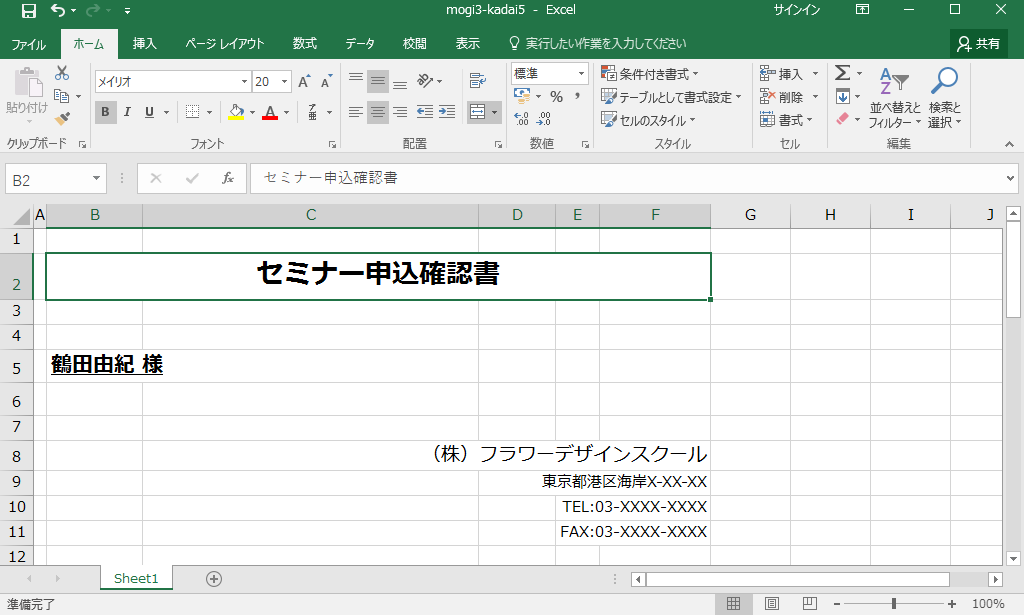 mogi3-kadai5 - Excel
サインイン
ファイル ホーム 挿入 ページ レイアウト 数式 データ 校閲 表示 実行したい作業を入力してください 共有
貼り付け
クリップボード
メイリオ 20 A A
B I U A
フォント
配置
標準
% ,
数値
条件付き書式
テーブルとして書式設定
セルのスタイル
スタイル
挿入
削除
書式
セル
Σ
並べ替えと
フィルター
検索と
選択
編集
B2 fx セミナー申込確認書
A B C D E F G H I J
1
2 セミナー申込確認書
3
4
5 鶴田由紀 様
6
7
8 （株）フラワーデザインスクール
9 東京都港区海岸X-XX-XX
10 TEL:03-XXXX-XXXX
11 FAX:03-XXXX-XXXX
12
Sheet1
準備完了 100%